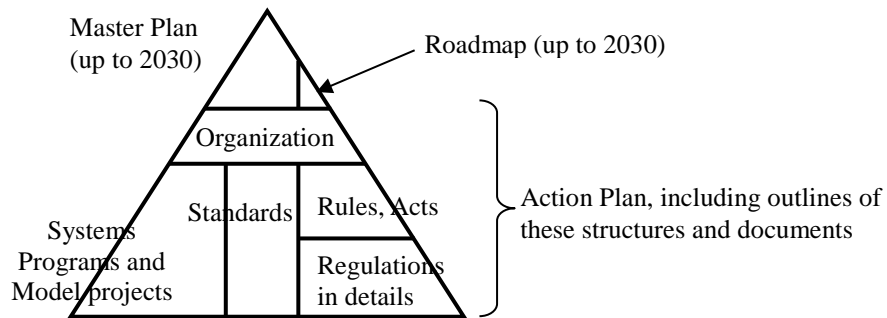 Master Plan
(up to 2030)
Roadmap (up to 2030)
Organization
Systems
Programs and
Model projects
Standards
Rules, Acts
Regulations
in details
Action Plan, including outlines of
these structures and documents